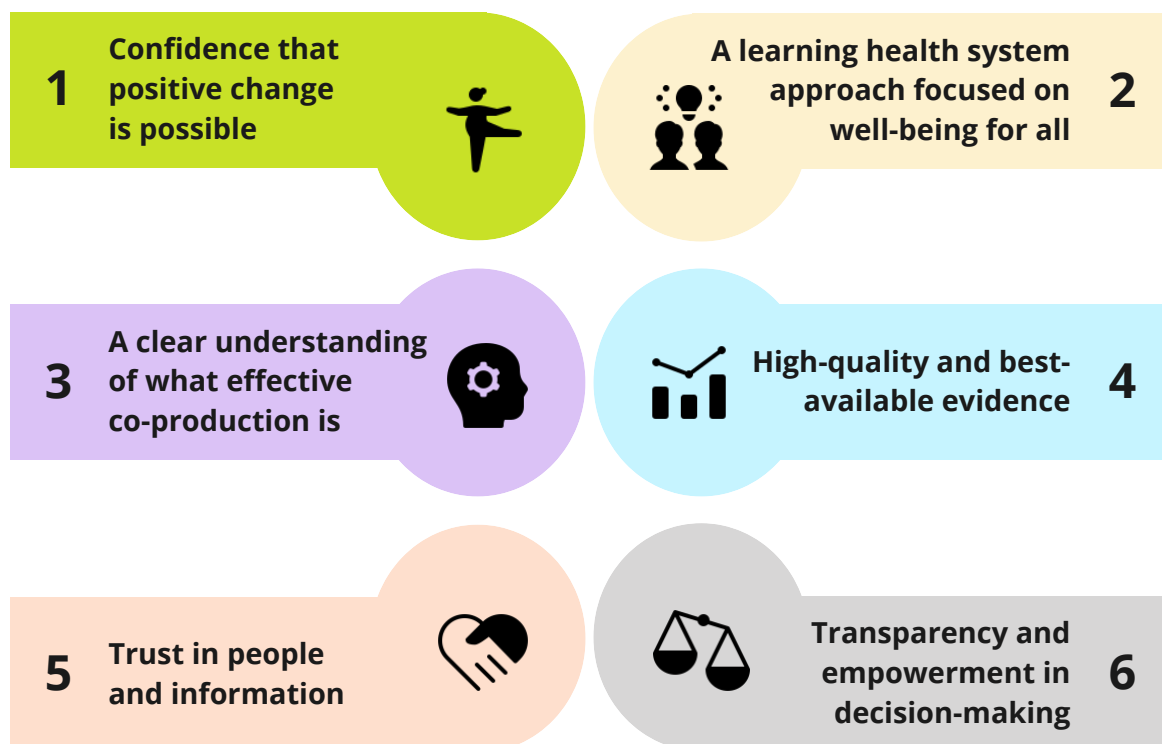 1
Confidence that
positive change
is possible
A learning health system
approach focused on
well-being for all
2
3
A clear understanding
of what effective
co-production is
High-quality and best-
available evidence
4
5
Trust in people
and information
Transparency and
empowerment in
decision-making
6